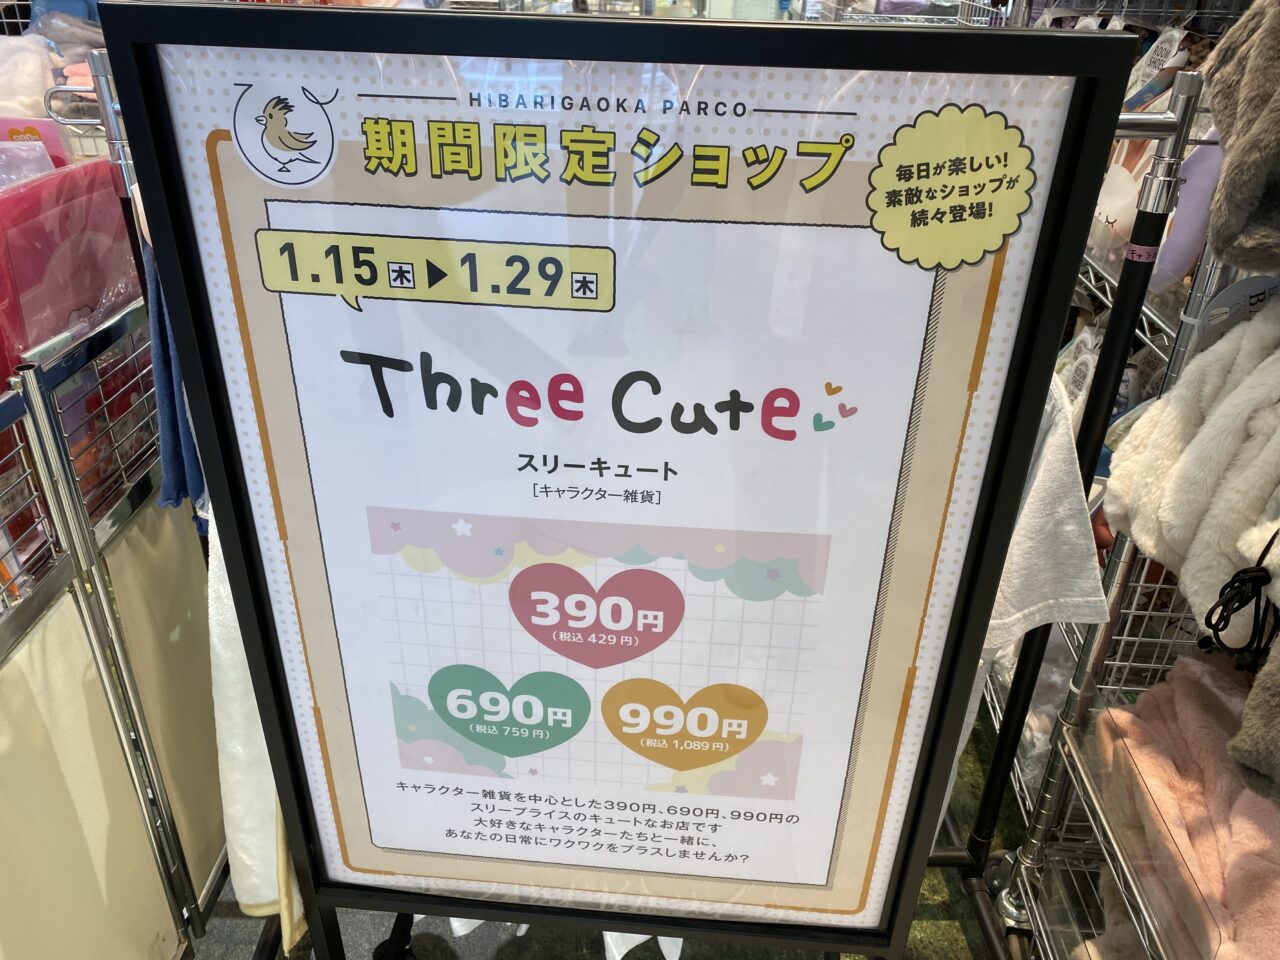 HIBARIGAOKA PARCO
期間限定ショップ
毎日が楽しい!
素敵なショップが
続々登場!
1.15木▶1.29木
Three Cute
スリーキュート
[キャラクター雑貨]
390円
(税込 429円)
690円
(税込 759円)
990円
(税込 1,089円)
キャラクター雑貨を中心とした390円、690円、990円の
スリープライスのキュートなお店です
大好きなキャラクターたちと一緒に、
あなたの日常にワクワクをプラスしませんか?
ROOM
SHOES